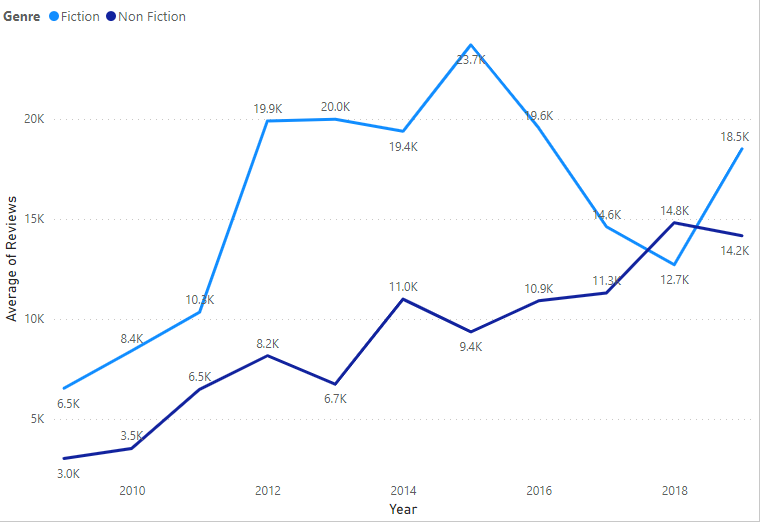 Genre Fiction Non Fiction
23.7K
19.9K 20.0K
19.6K
20K
19.4K
18.5K
14.6K
14.8K
15K
14.2K
12.7K
11.0K
11.3K
10.9K
10.3K
10K
9.4K
8.4K
8.2K
6.5K
6.7K
6.5K
5K
3.5K
3.0K
Average of Reviews
2010 2012 2014 2016 2018
Year